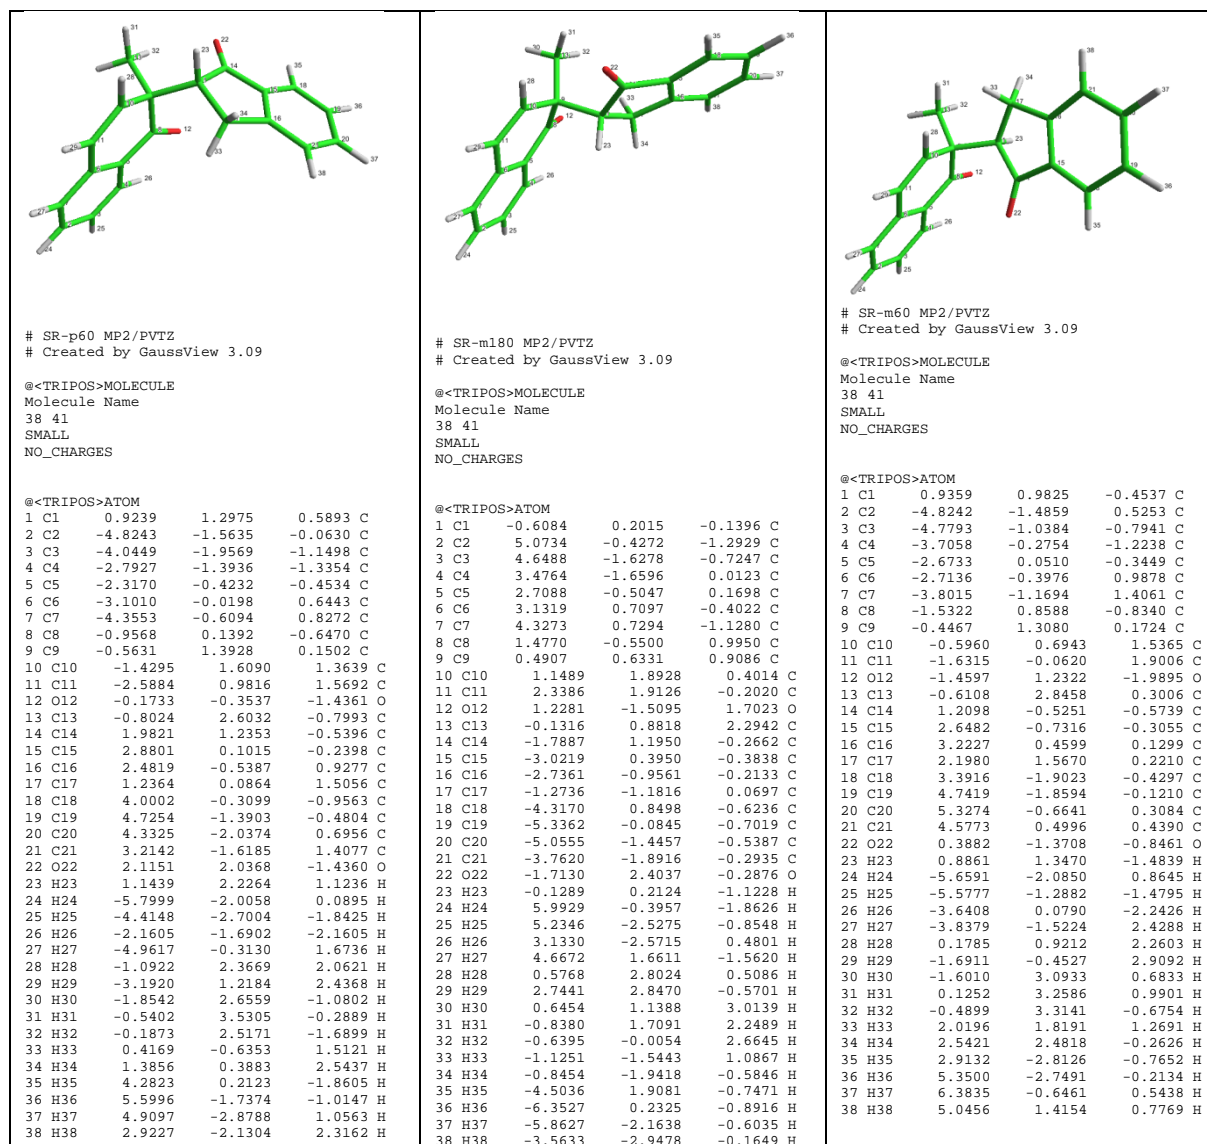 # SR-p60 MP2/PVTZ
# Created by GaussView 3.09
@<TRIPOS>MOLECULE
Molecule Name
38 41
SMALL
NO_CHARGES
@<TRIPOS>ATOM
1 C1 0.9239 1.2975 0.5893 C
2 C2 -4.8243 -1.5635 -0.0630 C
3 C3 -4.0449 -1.9569 -1.1498 C
4 C4 -2.7927 -1.3936 -1.3354 C
5 C5 -2.3170 -0.4232 -0.4534 C
6 C6 -3.1010 -0.0198 0.6443 C
7 C7 -4.3553 -0.6094 0.8272 C
8 C8 -0.9568 0.1392 -0.6470 C
9 C9 -0.5631 1.3928 0.1502 C
10 C10 -1.4295 1.6090 1.3639 C
11 C11 -2.5884 0.9816 1.5692 C
12 O12 -0.1733 -0.3537 -1.4361 O
13 C13 -0.8024 2.6032 -0.7993 C
14 C14 1.9821 1.2353 -0.5396 C
15 C15 2.8801 0.1015 -0.2398 C
16 C16 2.4819 -0.5387 0.9277 C
17 C17 1.2364 0.0864 1.5056 C
18 C18 4.0002 -0.3099 -0.9563 C
19 C19 4.7254 -1.3903 -0.4804 C
20 C20 4.3325 -2.0374 0.6956 C
21 C21 3.2142 -1.6185 1.4077 C
22 O22 2.1151 2.0368 -1.4360 O
23 H23 1.1439 2.2264 1.1236 H
24 H24 -5.7999 -2.0058 0.0895 H
25 H25 -4.4148 -2.7004 -1.8425 H
26 H26 -2.1605 -1.6902 -2.1605 H
27 H27 -4.9617 -0.3130 1.6736 H
28 H28 -1.0922 2.3669 2.0621 H
29 H29 -3.1920 1.2184 2.4368 H
30 H30 -1.8542 2.6559 -1.0802 H
31 H31 -0.5402 3.5305 -0.2889 H
32 H32 -0.1873 2.5171 -1.6899 H
33 H33 0.4169 -0.6353 1.5121 H
34 H34 1.3856 0.3883 2.5437 H
35 H35 4.2823 0.2123 -1.8605 H
36 H36 5.5996 -1.7374 -1.0147 H
37 H37 4.9097 -2.8788 1.0563 H
38 H38 2.9227 -2.1304 2.3162 H
# SR-m180 MP2/PVTZ
# Created by GaussView 3.09
@<TRIPOS>MOLECULE
Molecule Name
38 41
SMALL
NO_CHARGES
@<TRIPOS>ATOM
1 C1 -0.6084 0.2015 -0.1396 C
2 C2 5.0734 -0.4272 -1.2929 C
3 C3 4.6488 -1.6278 -0.7247 C
4 C4 3.4764 -1.6596 0.0123 C
5 C5 2.7088 -0.5047 0.1698 C
6 C6 3.1319 0.7097 -0.4022 C
7 C7 4.3273 0.7294 -1.1280 C
8 C8 1.4770 -0.5500 0.9950 C
9 C9 0.4907 0.6331 0.9086 C
10 C10 1.1489 1.8928 0.4014 C
11 C11 2.3386 1.9126 -0.2020 C
12 O12 1.2281 -1.5095 1.7023 O
13 C13 -0.1316 0.8818 2.2942 C
14 C14 -1.7887 1.1950 -0.2662 C
15 C15 -3.0219 0.3950 -0.3838 C
16 C16 -2.7361 -0.9561 -0.2133 C
17 C17 -1.2736 -1.1816 0.0697 C
18 C18 -4.3170 0.8498 -0.6236 C
19 C19 -5.3362 -0.0845 -0.7019 C
20 C20 -5.0555 -1.4457 -0.5387 C
21 C21 -3.7620 -1.8916 -0.2935 C
22 O22 -1.7130 2.4037 -0.2876 O
23 H23 -0.1289 0.2124 -1.1228 H
24 H24 5.9929 -0.3957 -1.8626 H
25 H25 5.2346 -2.5275 -0.8548 H
26 H26 3.1330 -2.5715 0.4801 H
27 H27 4.6672 1.6611 -1.5620 H
28 H28 0.5768 2.8024 0.5086 H
29 H29 2.7441 2.8470 -0.5701 H
30 H30 0.6454 1.1388 3.0139 H
31 H31 -0.8380 1.7091 2.2489 H
32 H32 -0.6395 -0.0054 2.6645 H
33 H33 -1.1251 -1.5443 1.0867 H
34 H34 -0.8454 -1.9418 -0.5846 H
35 H35 -4.5036 1.9081 -0.7471 H
36 H36 -6.3527 0.2325 -0.8916 H
37 H37 -5.8627 -2.1638 -0.6035 H
38 H38 -3.5633 -2.9478 -0.1649 H
# SR-m60 MP2/PVTZ
# Created by GaussView 3.09
@<TRIPOS>MOLECULE
Molecule Name
38 41
SMALL
NO_CHARGES
@<TRIPOS>ATOM
1 C1 0.9359 0.9825 -0.4537 C
2 C2 -4.8242 -1.4859 0.5253 C
3 C3 -4.7793 -1.0384 -0.7941 C
4 C4 -3.7058 -0.2754 -1.2238 C
5 C5 -2.6733 0.0510 -0.3449 C
6 C6 -2.7136 -0.3976 0.9878 C
7 C7 -3.8015 -1.1694 1.4061 C
8 C8 -1.5322 0.8588 -0.8340 C
9 C9 -0.4467 1.3080 0.1724 C
10 C10 -0.5960 0.6943 1.5365 C
11 C11 -1.6315 -0.0620 1.9006 C
12 O12 -1.4597 1.2322 -1.9895 O
13 C13 -0.6108 2.8458 0.3006 C
14 C14 1.2098 -0.5251 -0.5739 C
15 C15 2.6482 -0.7316 -0.3055 C
16 C16 3.2227 0.4599 0.1299 C
17 C17 2.1980 1.5670 0.2210 C
18 C18 3.3916 -1.9023 -0.4297 C
19 C19 4.7419 -1.8594 -0.1210 C
20 C20 5.3274 -0.6641 0.3084 C
21 C21 4.5773 0.4996 0.4390 C
22 O22 0.3882 -1.3708 -0.8461 O
23 H23 0.8861 1.3470 -1.4839 H
24 H24 -5.6591 -2.0850 0.8645 H
25 H25 -5.5777 -1.2882 -1.4795 H
26 H26 -3.6408 0.0790 -2.2426 H
27 H27 -3.8379 -1.5224 2.4288 H
28 H28 0.1785 0.9212 2.2603 H
29 H29 -1.6911 -0.4527 2.9092 H
30 H30 -1.6010 3.0933 0.6833 H
31 H31 0.1252 3.2586 0.9901 H
32 H32 -0.4899 3.3141 -0.6754 H
33 H33 2.0196 1.8191 1.2691 H
34 H34 2.5421 2.4818 -0.2626 H
35 H35 2.9132 -2.8126 -0.7652 H
36 H36 5.3500 -2.7491 -0.2134 H
37 H37 6.3835 -0.6461 0.5438 H
38 H38 5.0456 1.4154 0.7769 H